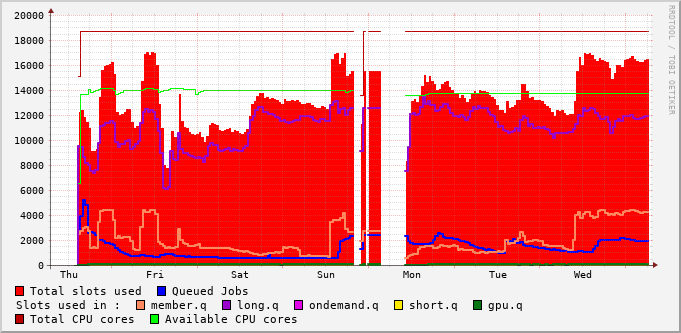 20000
18000
16000
14000
12000
10000
8000
6000
4000
2000
0
Thu Fri Sat Sun Mon Tue Wed
RRDTOOL / TOBI OETIKER
Total slots used Queued Jobs
Slots used in : member.q long.q ondemand.q short.q gpu.q
Total CPU cores Available CPU cores